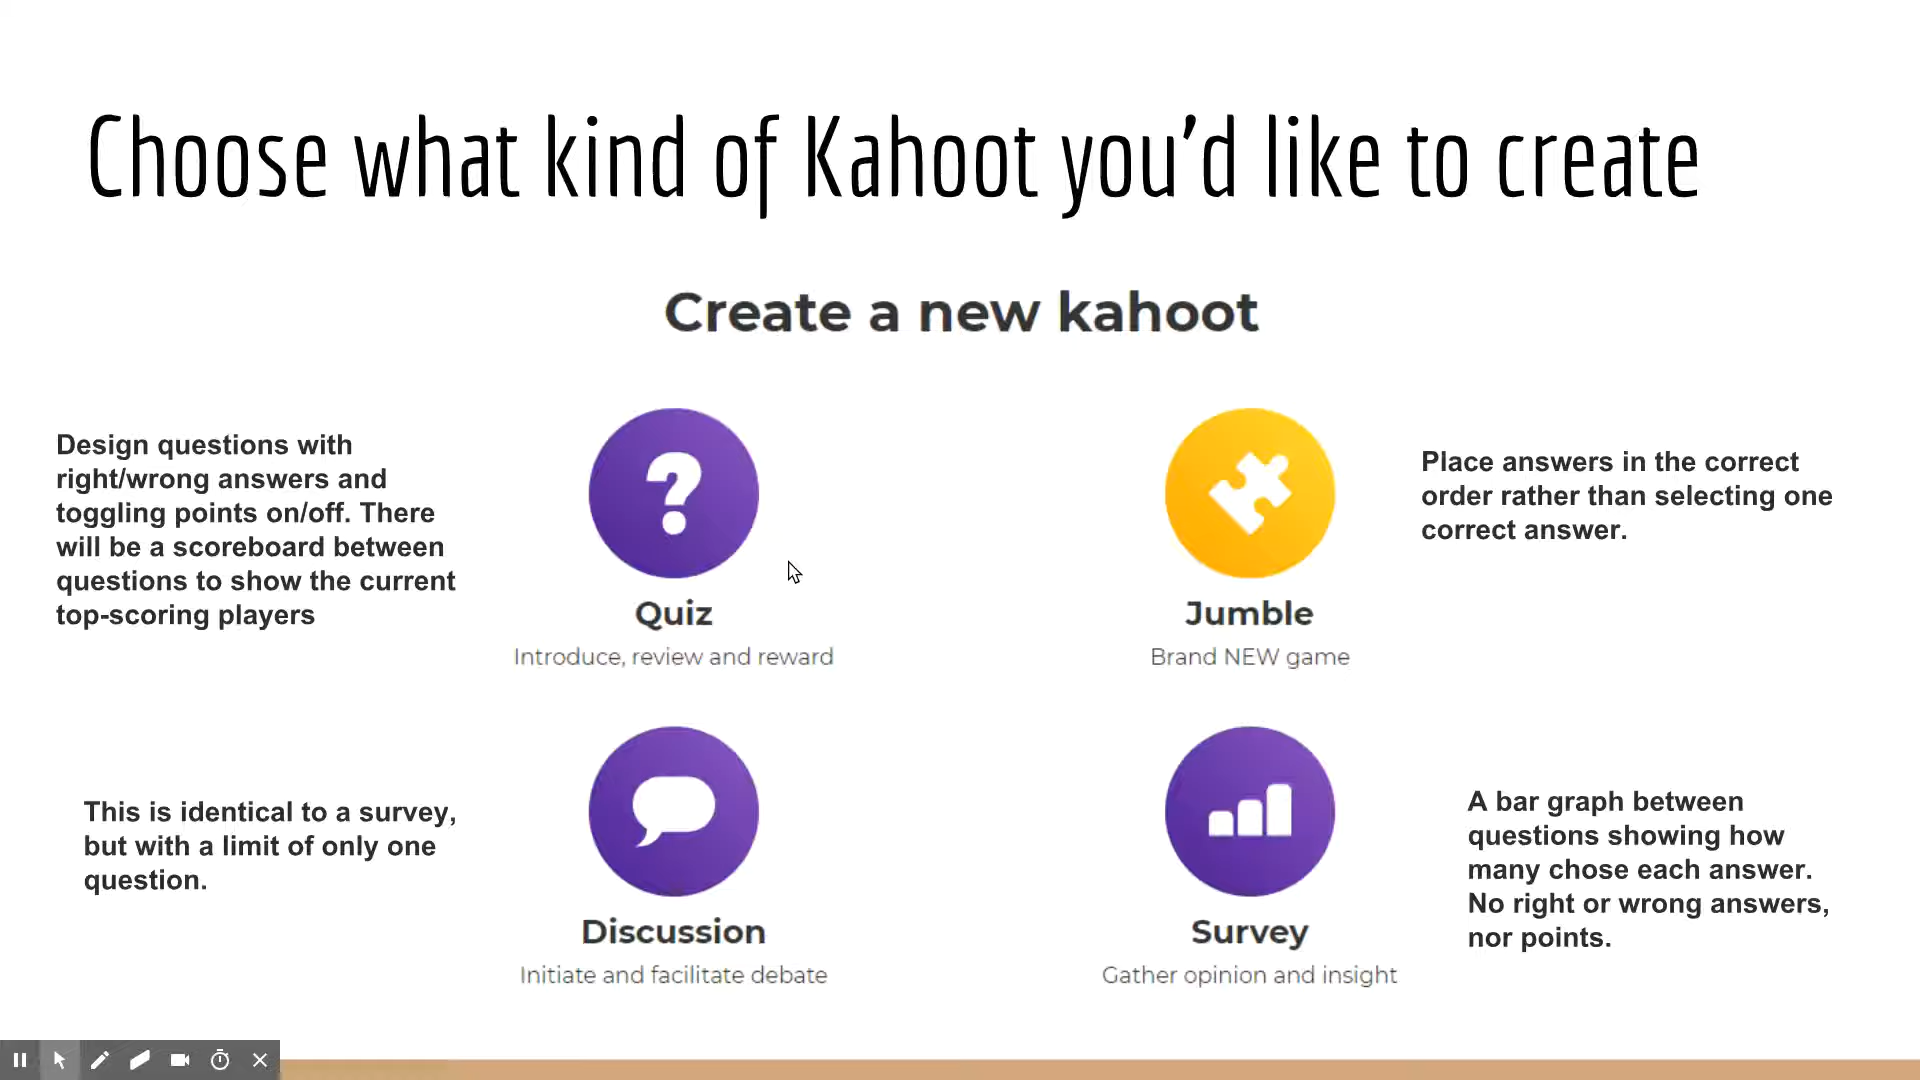 Choose what kind of Kahoot you’d like to create
Create a new kahoot
Design questions with
right/wrong answers and
toggling points on/off. There
will be a scoreboard between
questions to show the current
top-scoring players
?
Quiz
Introduce, review and reward
Jumble
Brand NEW game
Place answers in the correct
order rather than selecting one
correct answer.
This is identical to a survey,
but with a limit of only one
question.
Discussion
Initiate and facilitate debate
Survey
Gather opinion and insight
A bar graph between
questions showing how
many chose each answer.
No right or wrong answers,
nor points.